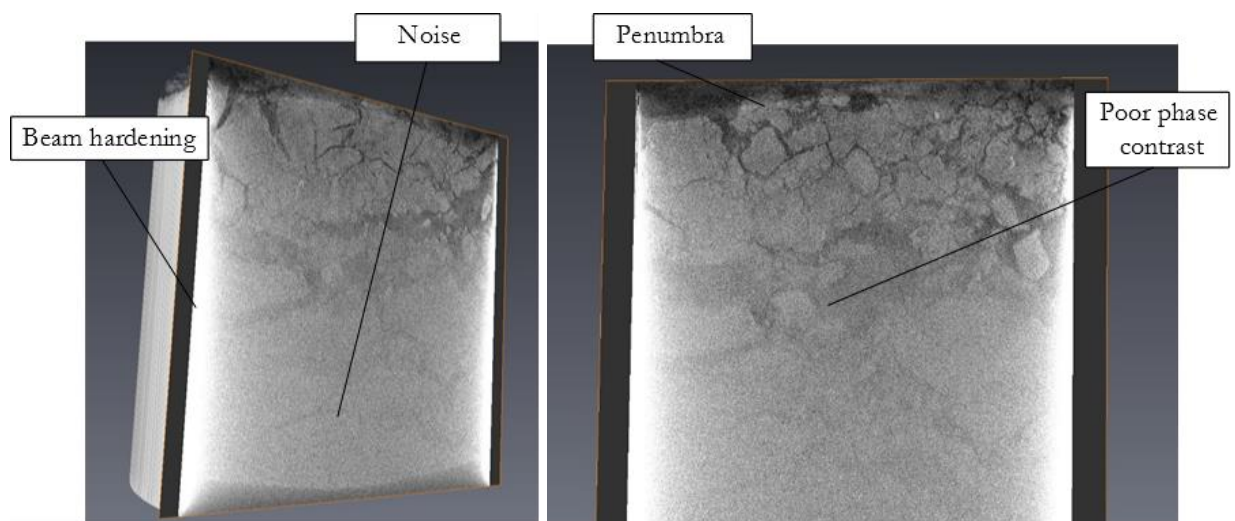 Noise
Penumbra
Beam hardening
Poor phase
contrast